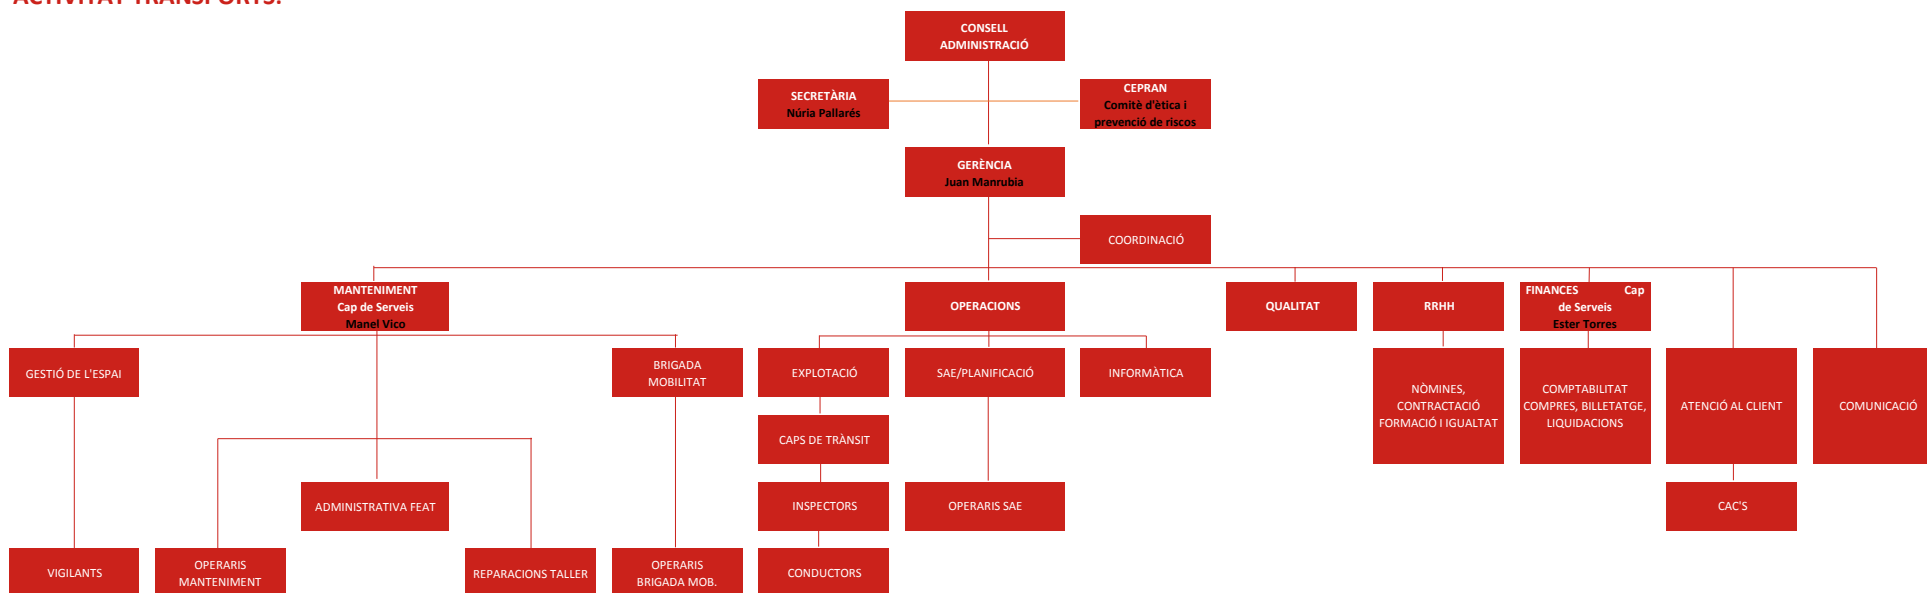 ACTIVITAT TRANSPORTS:
CONSELL
ADMINISTRACIÓ
SECRETÀRIA
Núria Pallarés
CEPRAN
Comitè d'ètica i
prevenció de riscos
GERÈNCIA
Juan Manrubia
COORDINACIÓ
MANTENIMENT
Cap de Serveis
Manel Vico
OPERACIONS
QUALITAT
RRHH
FINANCES Cap
de Serveis
Ester Torres
GESTIÓ DE L'ESPAI
BRIGADA
MOBILITAT
EXPLOTACIÓ
SAE/PLANIFICACIÓ
INFORMÀTICA
NÒMINES,
CONTRACTACIÓ
FORMACIÓ I IGUALTAT
COMPTABILITAT
COMPRES, BILLETATGE,
LIQUIDACIONS
ATENCIÓ AL CLIENT
COMUNICACIÓ
CAPS DE TRÀNSIT
ADMINISTRATIVA FEAT
INSPECTORS
OPERARIS SAE
CAC'S
VIGILANTS
OPERARIS
MANTENIMENT
REPARACIONS TALLER
OPERARIS
BRIGADA MOB.
CONDUCTORS